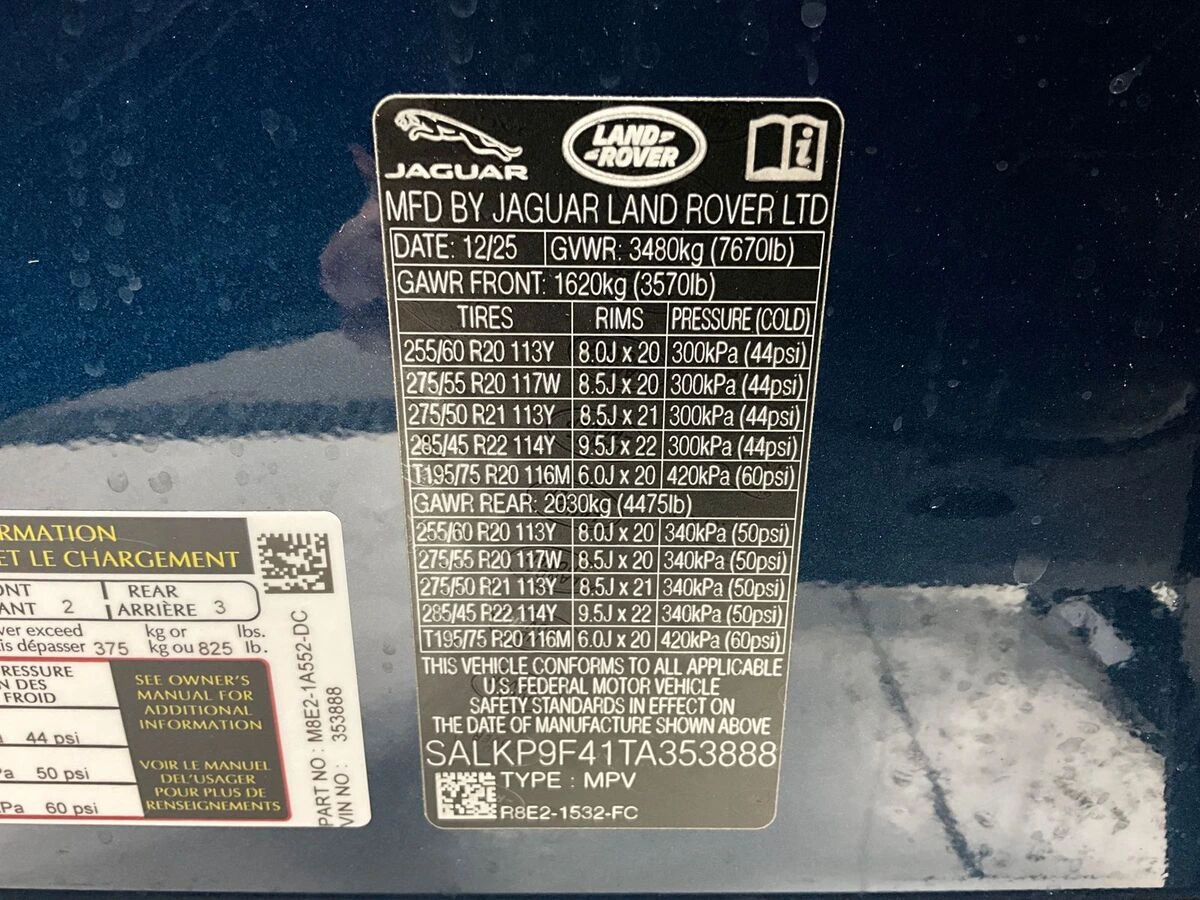 JAGUAR
LAND ROVER
i
MFD BY JAGUAR LAND ROVER LTD
DATE: 12/25 GVWR: 3480kg (7670lb)
GAWR FRONT: 1620kg (3570lb)
TIRES RIMS PRESSURE (COLD)
255/60 R20 113Y 8.0J x 20 300kPa (44psi)
275/55 R20 117W 8.5J x 20 300kPa (44psi)
275/50 R21 113Y 8.5J x 21 300kPa (44psi)
285/45 R22 114Y 9.5J x 22 300kPa (44psi)
T195/75 R20 116M 6.0J x 20 420kPa (60psi)
GAWR REAR: 2030kg (4475lb)
255/60 R20 113Y 8.0J x 20 340kPa (50psi)
275/55 R20 117W 8.5J x 20 340kPa (50psi)
275/50 R21 113Y 8.5J x 21 340kPa (50psi)
285/45 R22 114Y 9.5J x 22 340kPa (50psi)
T195/75 R20 116M 6.0J x 20 420kPa (60psi)
THIS VEHICLE CONFORMS TO ALL APPLICABLE
U.S. FEDERAL MOTOR VEHICLE
SAFETY STANDARDS IN EFFECT ON
THE DATE OF MANUFACTURE SHOWN ABOVE
SALKP9F41TA353888
TYPE : MPV
R8E2-1532-FC
RMATION
ET LE CHARGEMENT
ONT REAR
ANT 2 ARRIÈRE 3
ver exceed kg or lbs.
is dépasser 375 kg ou 825 lb.
RESSURE
N DES
FROID
44 psi
Pa 50 psi
kPa 60 psi
SEE OWNER'S
MANUAL FOR
ADDITIONAL
INFORMATION
VOIR LE MANUEL
DEL'USAGER
POUR PLUS DE
RENSEIGNEMENTS
PART NO : M8E2-1A552-DC
VIN NO : 353888